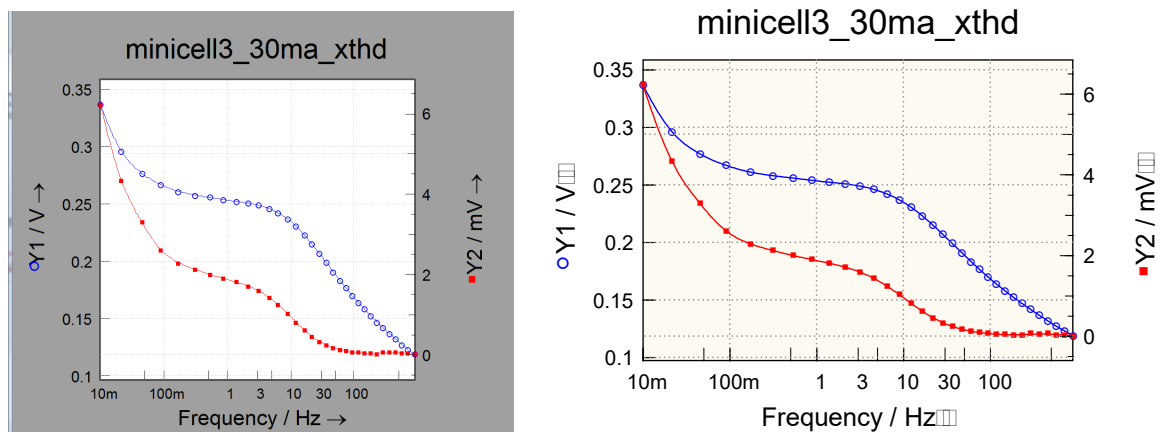 minicell3_30ma_xthd
0.35
0.3
0.25
0.2
0.15
0.1
Y1 / V →
6
4
2
0
Y2 / mV →
10m 100m 1 3 10 30 100
Frequency / Hz →
minicell3_30ma_xthd
0.35
0.3
0.25
0.2
0.15
0.1
Y1 / V□□
6
4
2
0
Y2 / mV□□
10m 100m 1 3 10 30 100
Frequency / Hz□□